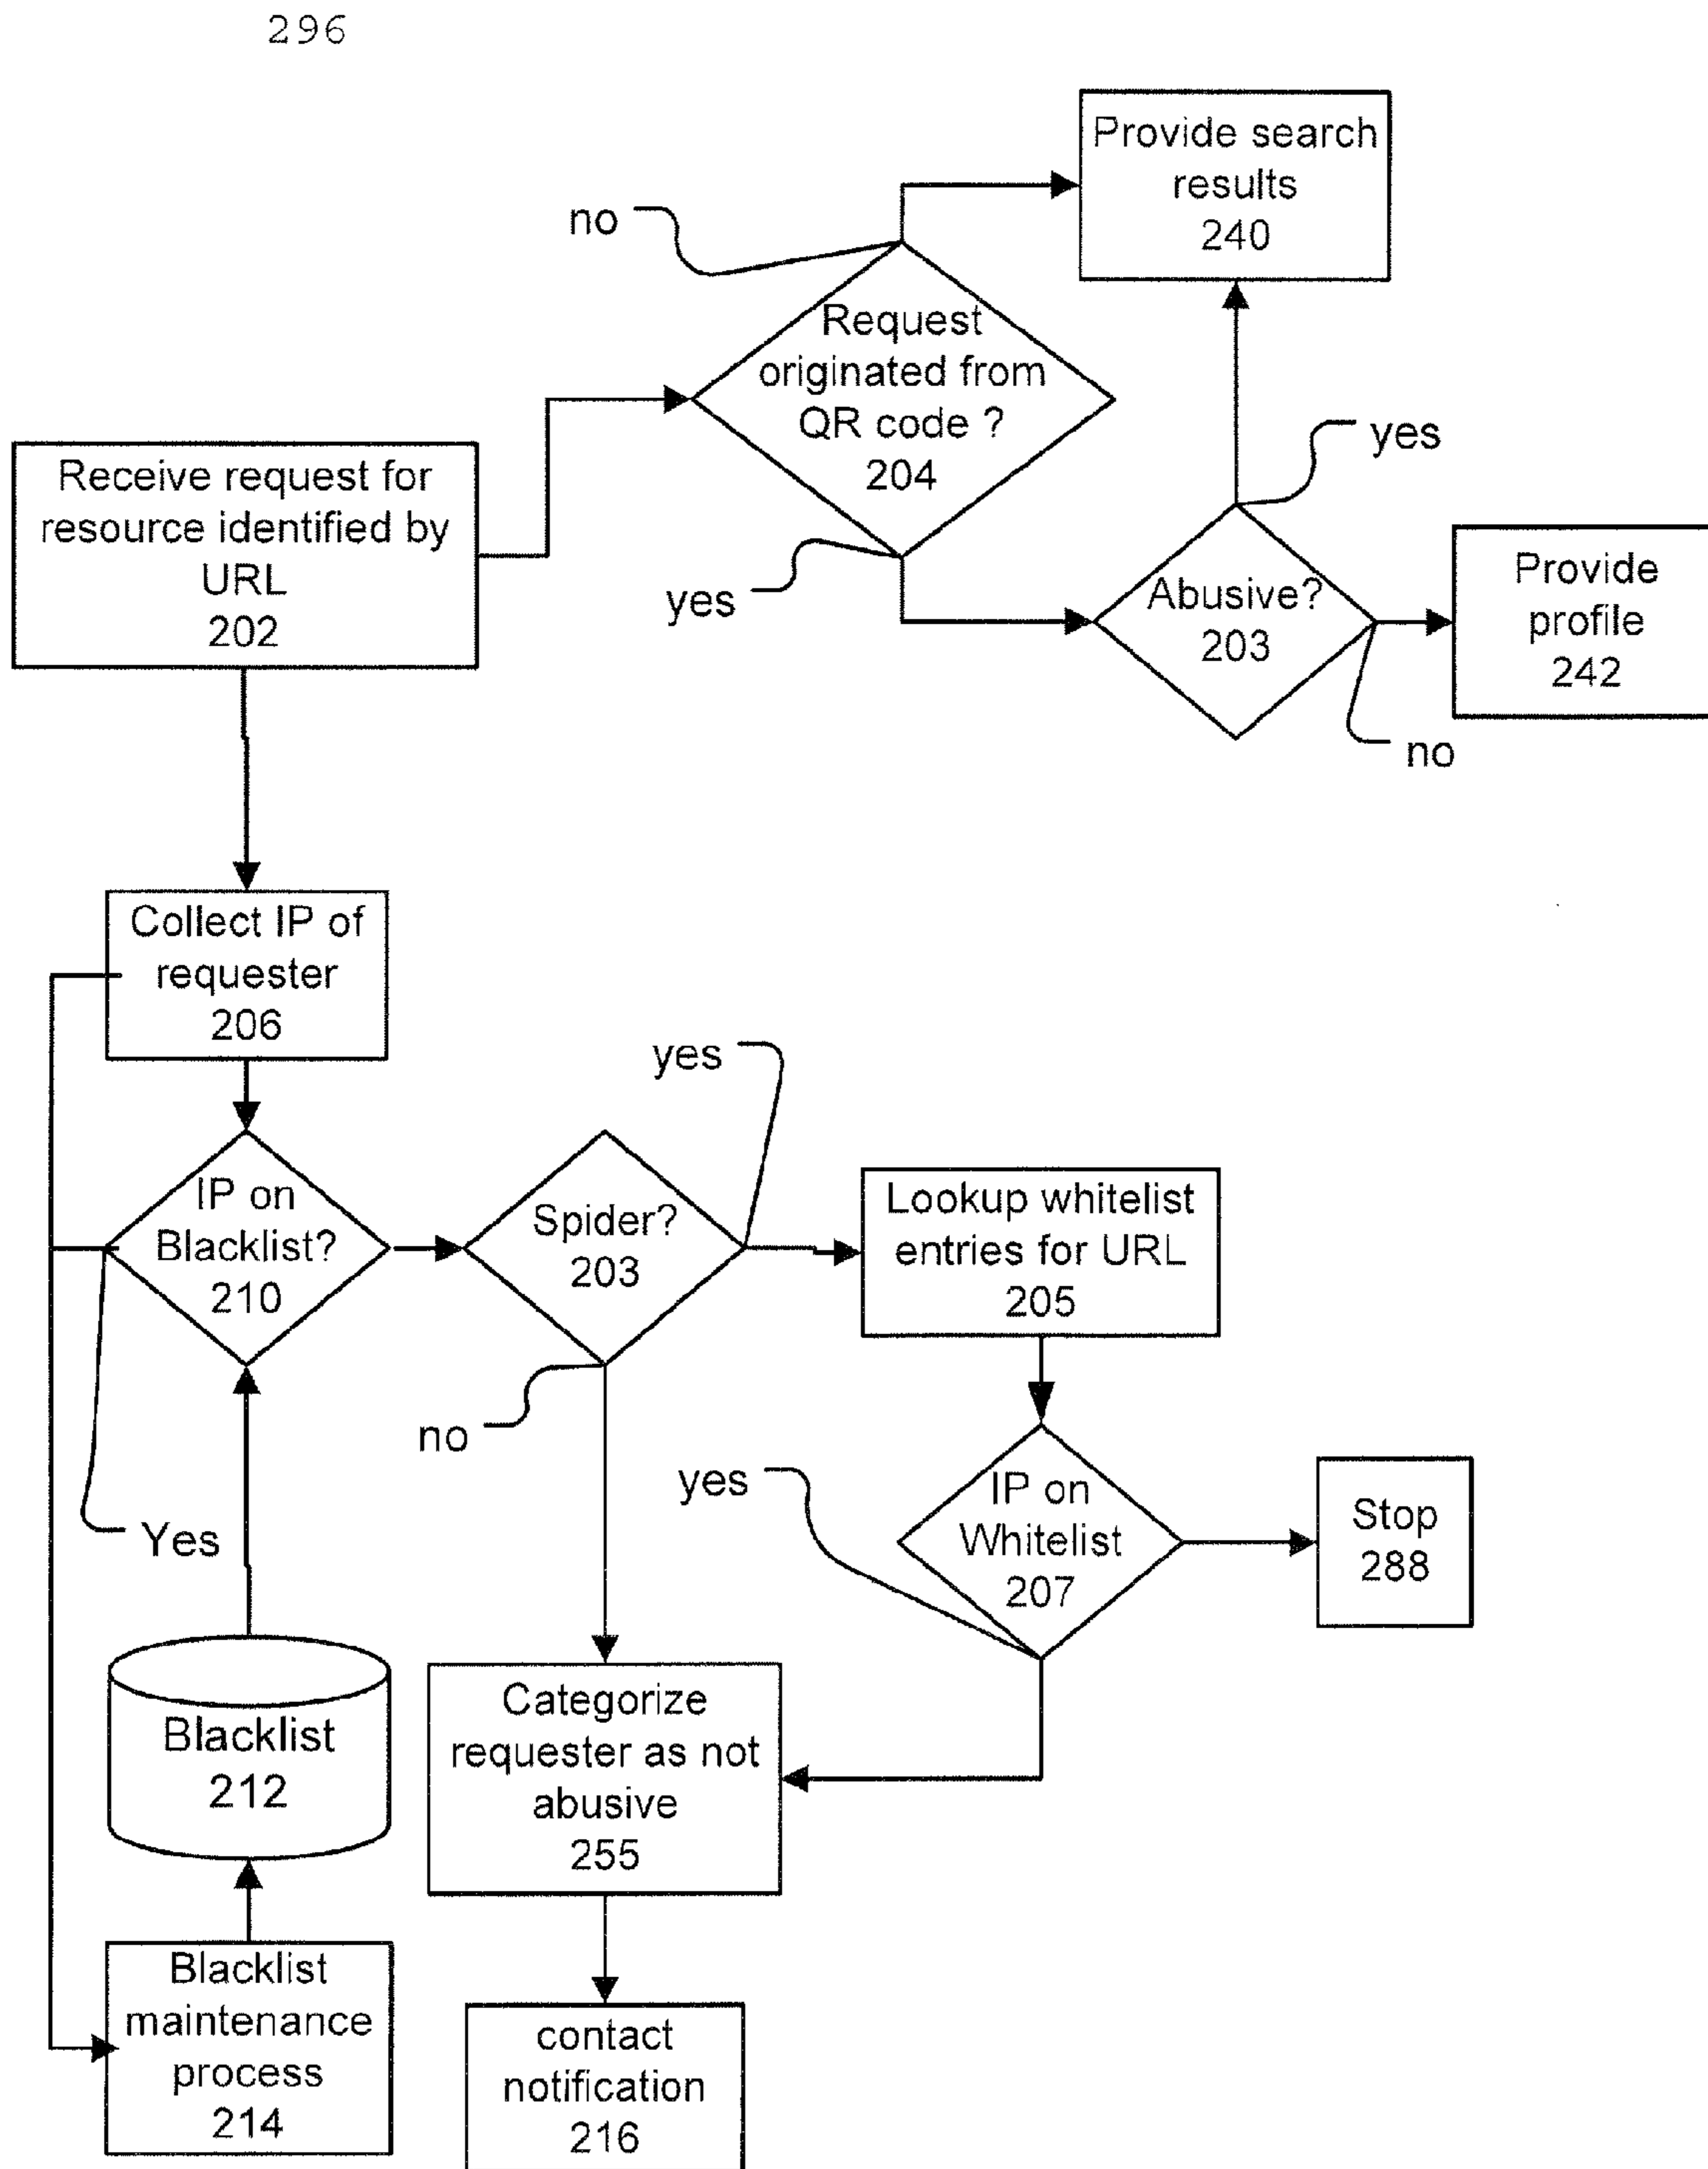 296
Provide search
results
240
no
Request
originated from
QR code ?
204
yes
Receive request for
resource identified by
URL
202
yes
Abusive?
203
Provide
profile
242
no
Collect IP of
requester
206
yes
IP on
Blacklist?
210
Spider?
203
Lookup whitelist
entries for URL
205
no
yes
IP on
Whitelist
207
Stop
288
Yes
Blacklist
212
Categorize
requester as not
abusive
255
Blacklist
maintenance
process
214
contact
notification
216